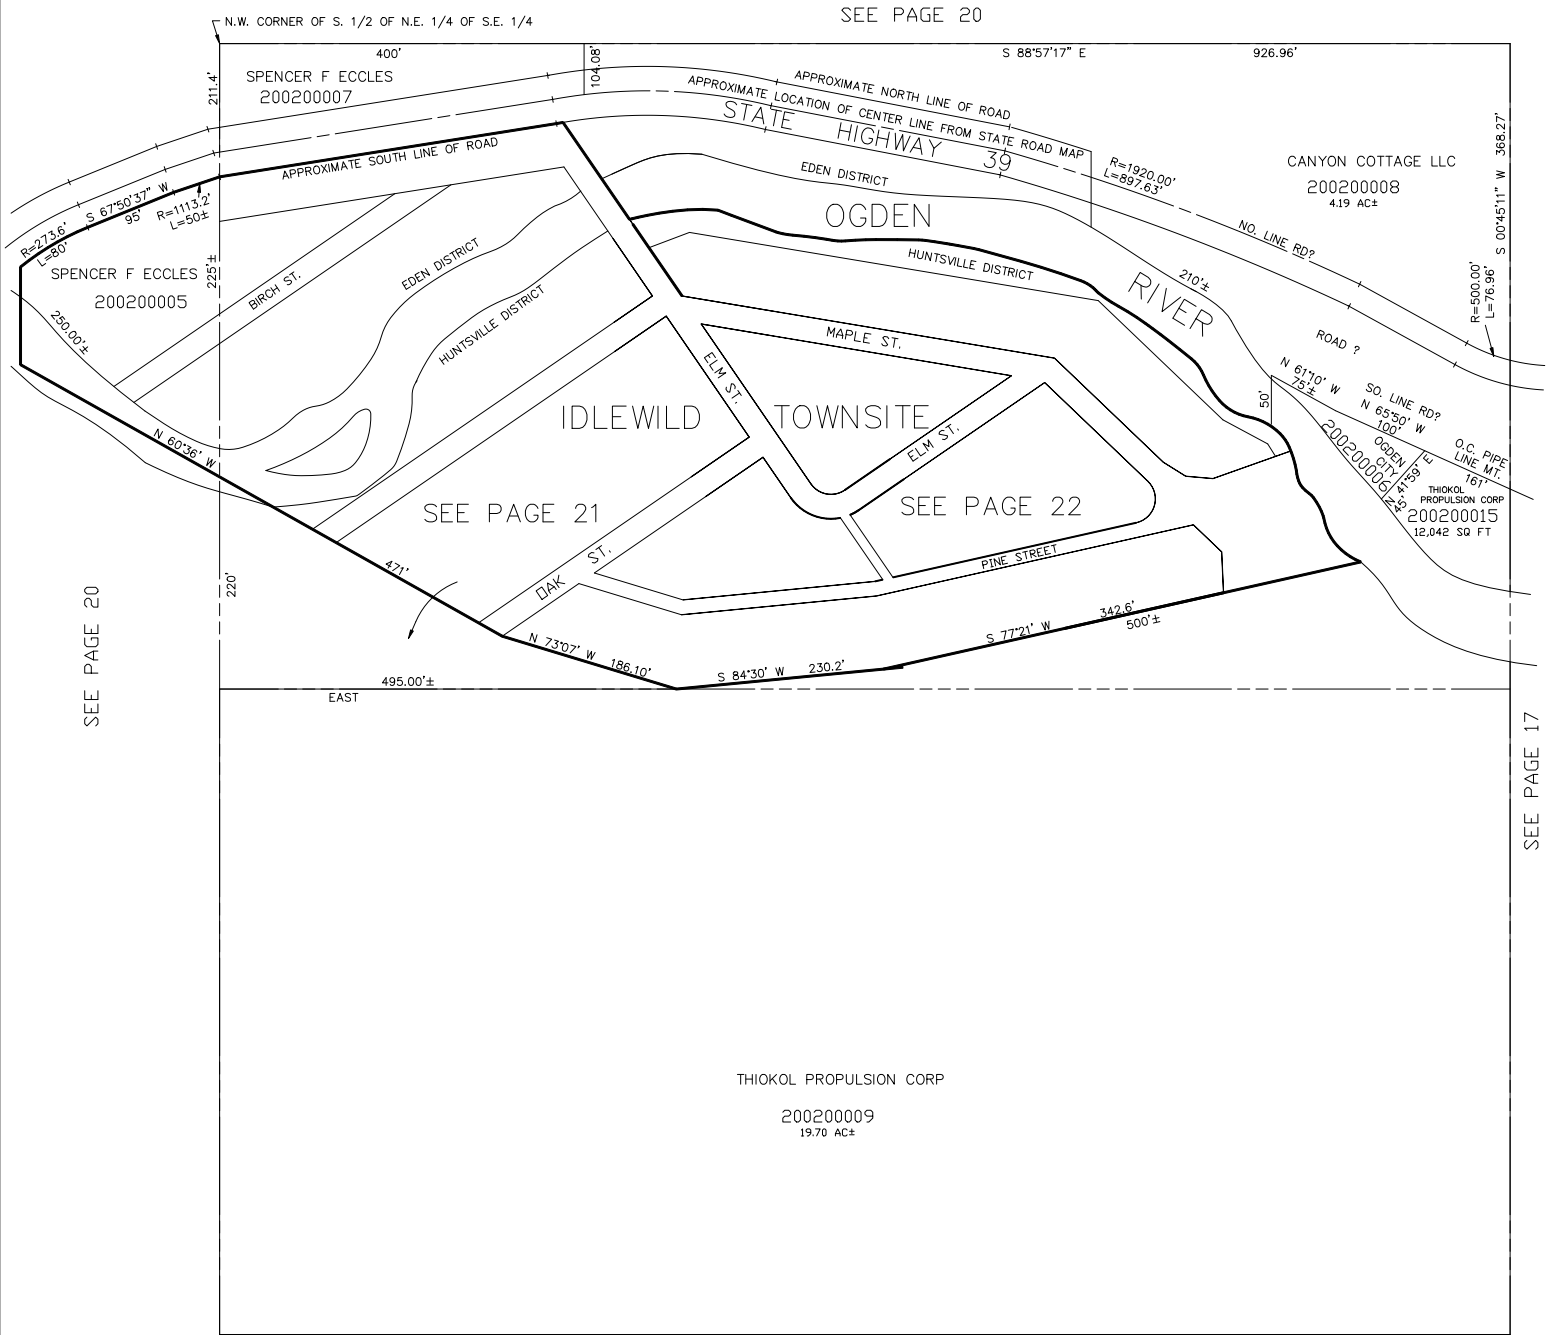 SEE PAGE 20
N.W. CORNER OF S. 1/2 OF N.E. 1/4 OF S.E. 1/4
400'
S 88°57'17" E
926.96'
211.4'
SPENCER F ECCLES
200200007
104.08'
APPROXIMATE NORTH LINE OF ROAD
APPROXIMATE LOCATION OF CENTER LINE FROM STATE ROAD MAP
STATE HIGHWAY 39
APPROXIMATE SOUTH LINE OF ROAD
R=1920.00'
L=897.63'
CANYON COTTAGE LLC
200200008
4.19 AC±
S 00°45'11" W 368.27'
EDEN DISTRICT
OGDEN
RIVER
HUNTSVILLE DISTRICT
210'±
NO. LINE RD?
R=500.00'
L=76.96'
S 67°50'37" W
95'
R=1113.2'
L=50±
R=273.6'
L=80'
SPENCER F ECCLES
200200005
225'±
250.00'±
BIRCH ST.
EDEN DISTRICT
HUNTSVILLE DISTRICT
MAPLE ST.
ELM ST.
ELM ST.
IDLEWILD TOWNSITE
ROAD ?
N 61°10' W
75'±
50'
SO. LINE RD?
N 65°50' W
100'
O.C. PIPE
LINE MT.
161'
OGDEN
CITY
200200006
N 41°59' E
45'
THIOKOL
PROPULSION CORP
200200015
12,042 SQ FT
N 60°36' W
SEE PAGE 21
SEE PAGE 22
471'
OAK ST.
PINE STREET
220'
SEE PAGE 20
N 73°07' W 186.10'
S 84°30' W 230.2'
S 77°21' W
342.6'
500'±
495.00'±
EAST
SEE PAGE 17
THIOKOL PROPULSION CORP
200200009
19.70 AC±